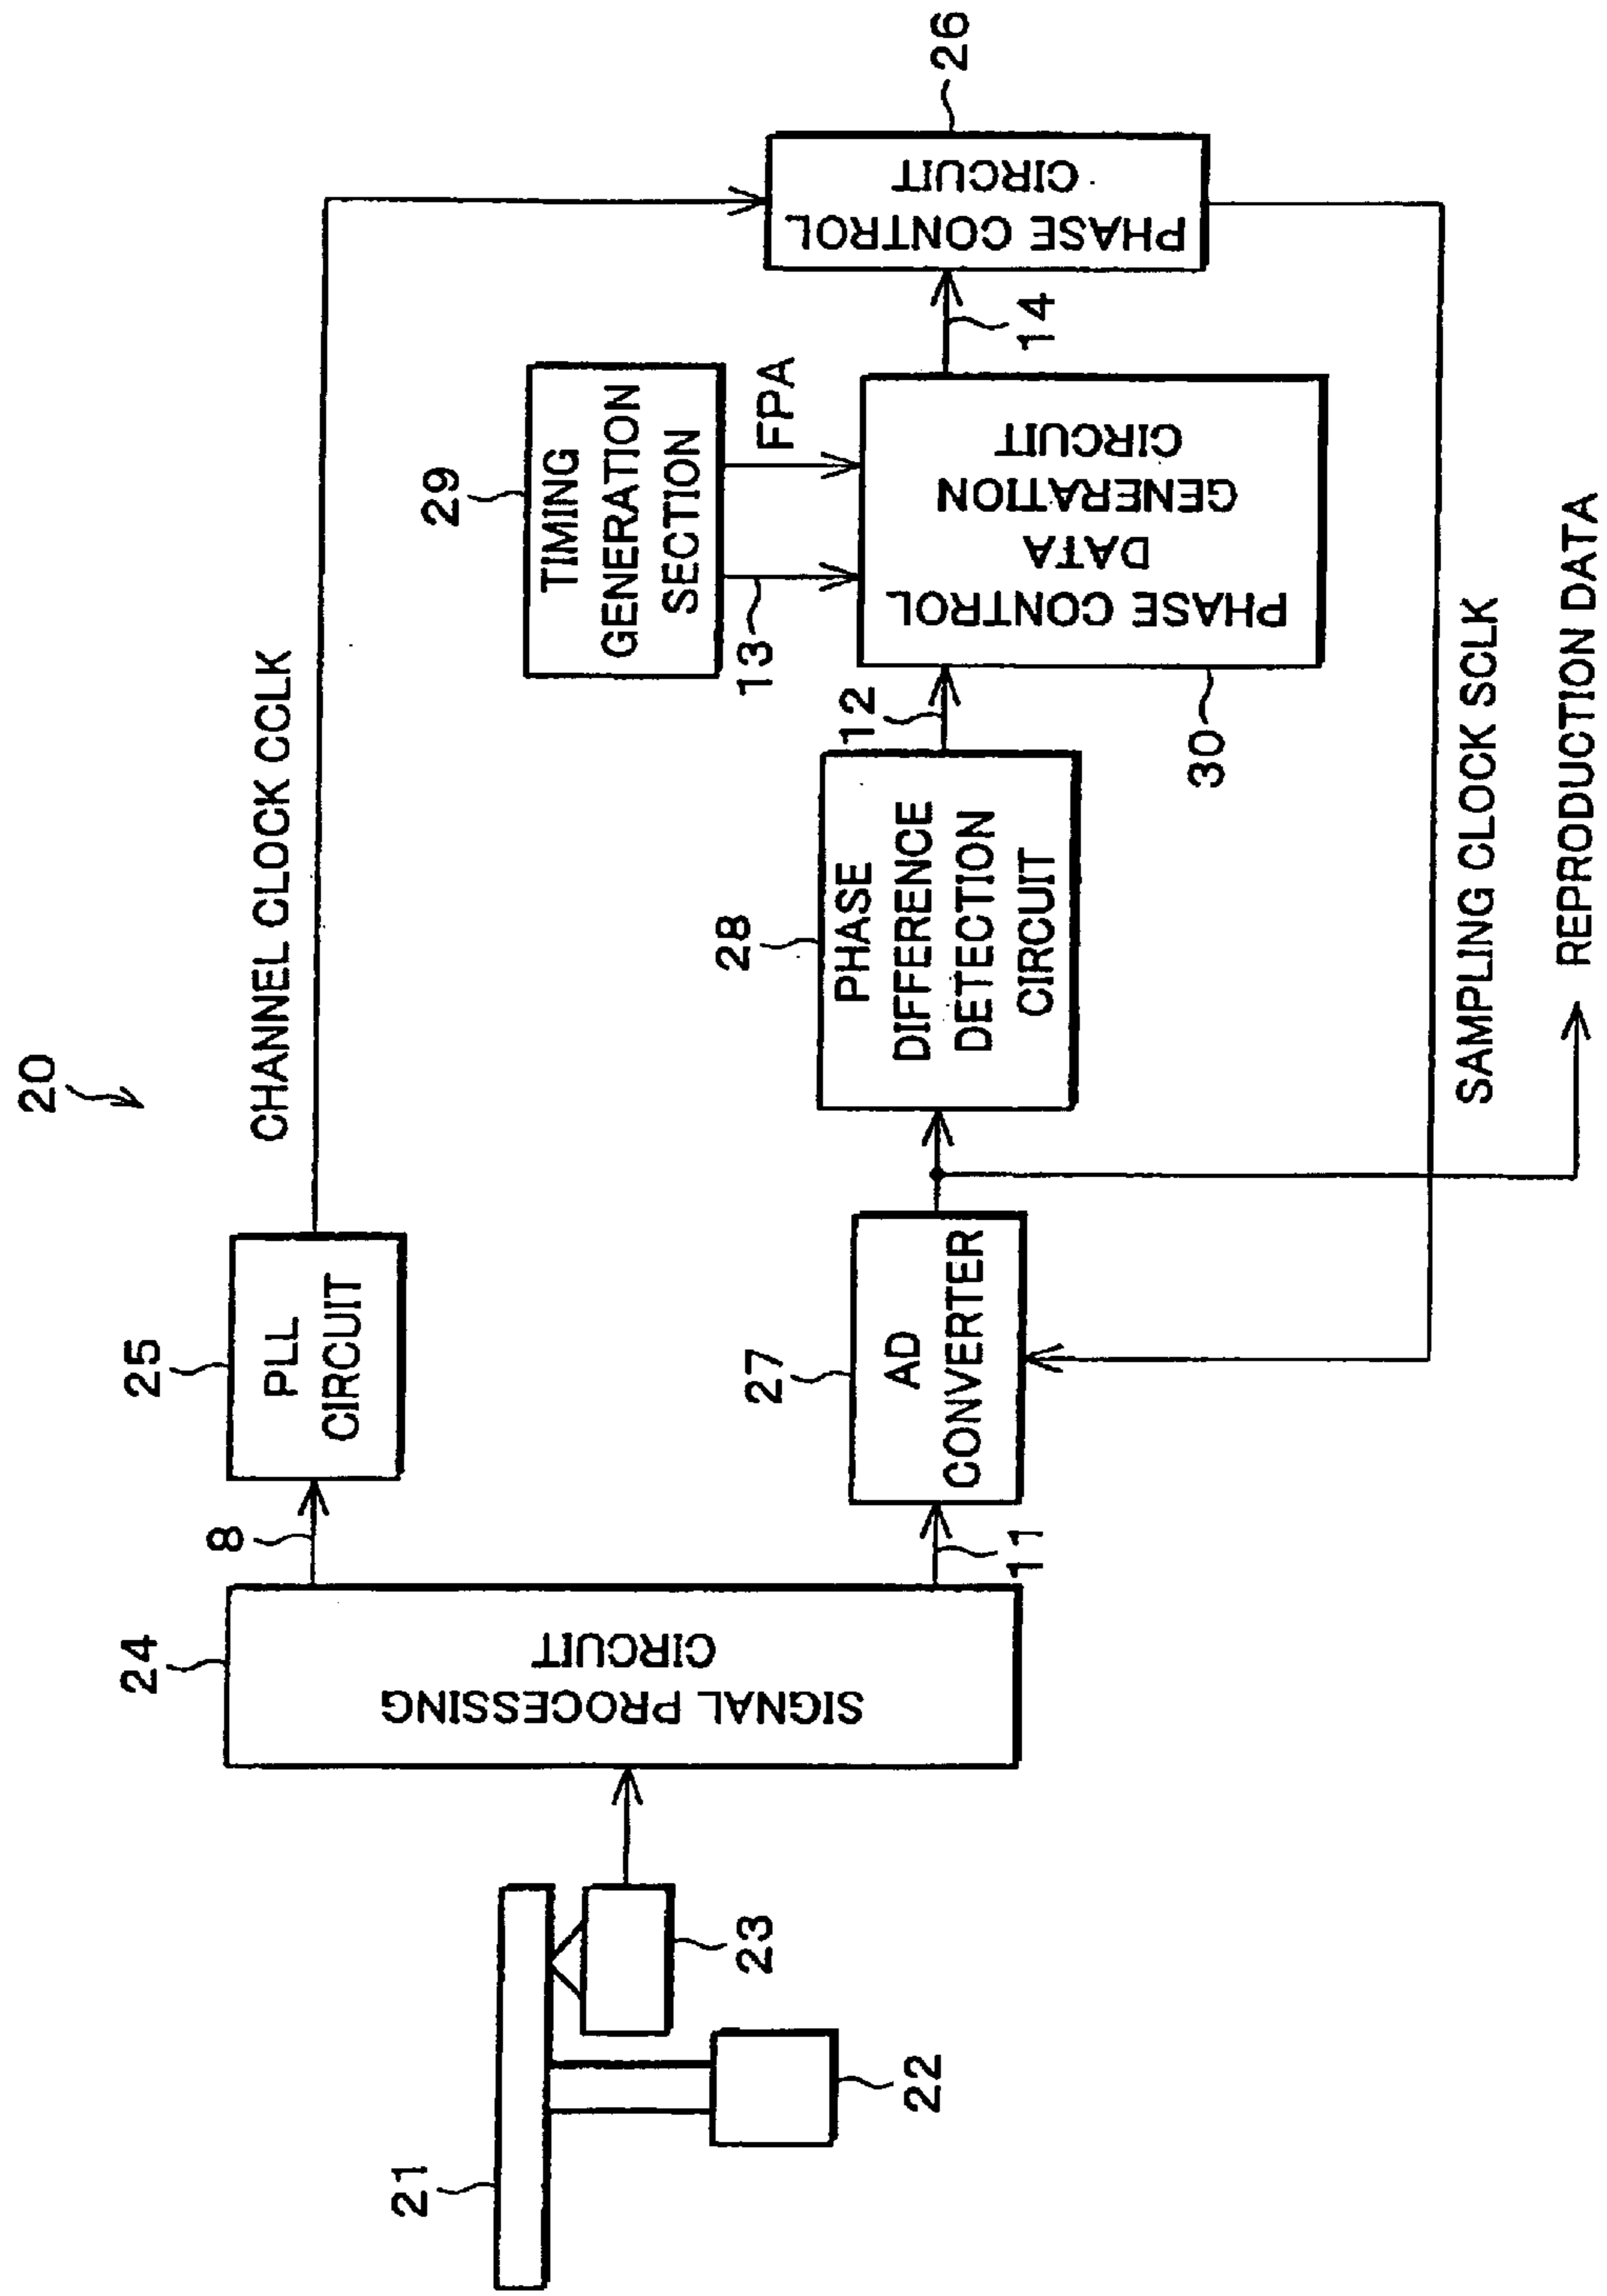 20
CHANNEL CLOCK CCLK
25
PLL
CIRCUIT
8
24
SIGNAL PROCESSING
CIRCUIT
29
TIMING
GENERATION
SECTION
13
FPA
26
PHASE CONTROL
CIRCUIT
14
21
23
22
11
27
AD
CONVERTER
28
PHASE
DIFFERENCE
DETECTION
CIRCUIT
12
30
PHASE CONTROL
DATA
GENERATION
CIRCUIT
SAMPLING CLOCK SCLK
REPRODUCTION DATA